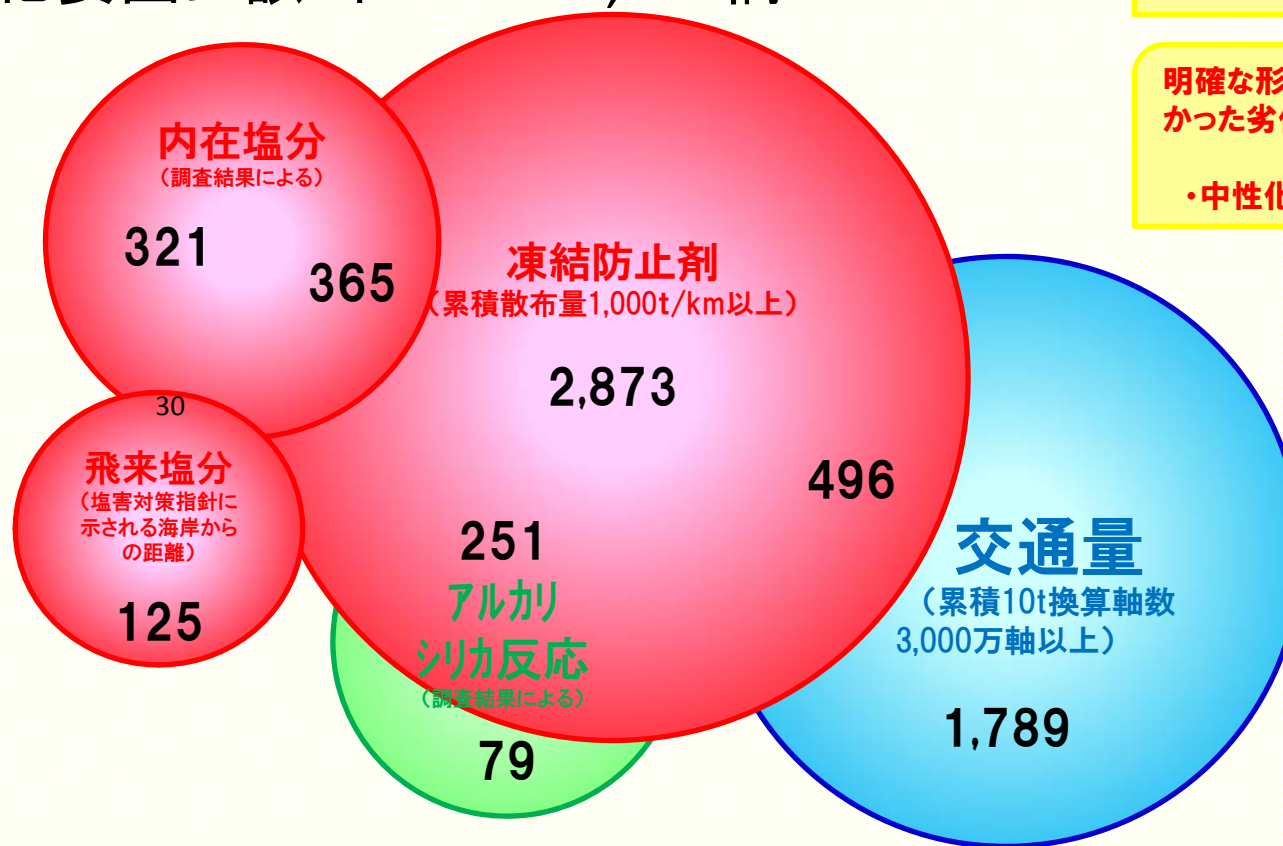 明確な形
かった劣
・中性化
内在塩分
(調査結果による)
321
365
凍結防止剤
(累積散布量1,000t/km以上)
2,873
496
30
飛来塩分
(塩害対策指針に
示される海岸から
の距離)
125
251
アルカリ
シリカ反応
(調査結果による)
79
交通量
(累積10t換算軸数
3,000万軸以上)
1,789